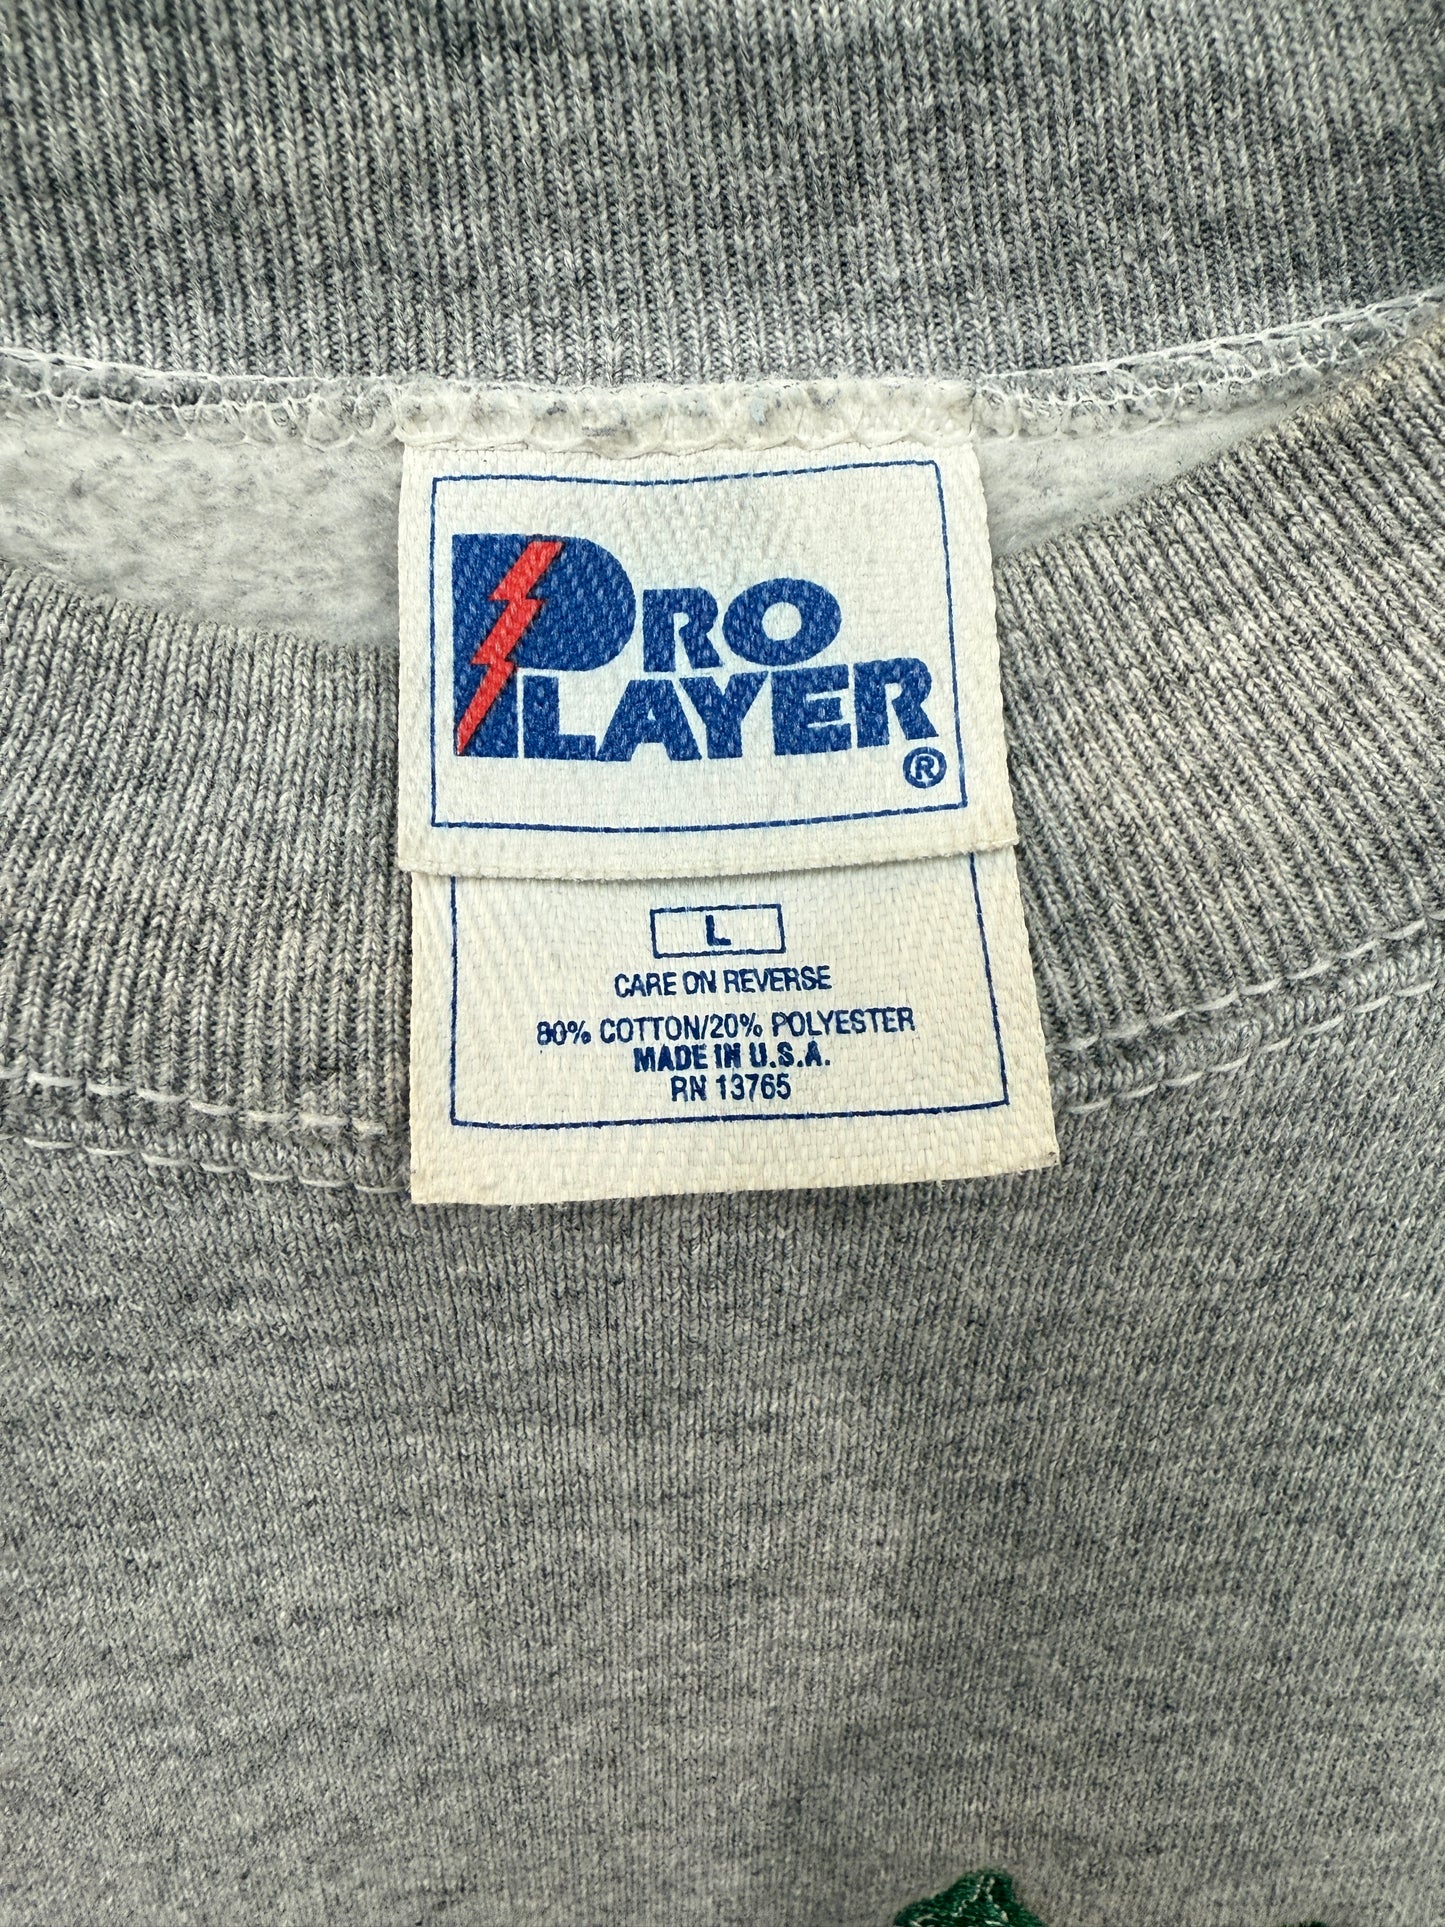 PRO
PLAYER
®
L
CARE ON REVERSE
80% COTTON/20% POLYESTER
MADE IN U.S.A.
RN 13765